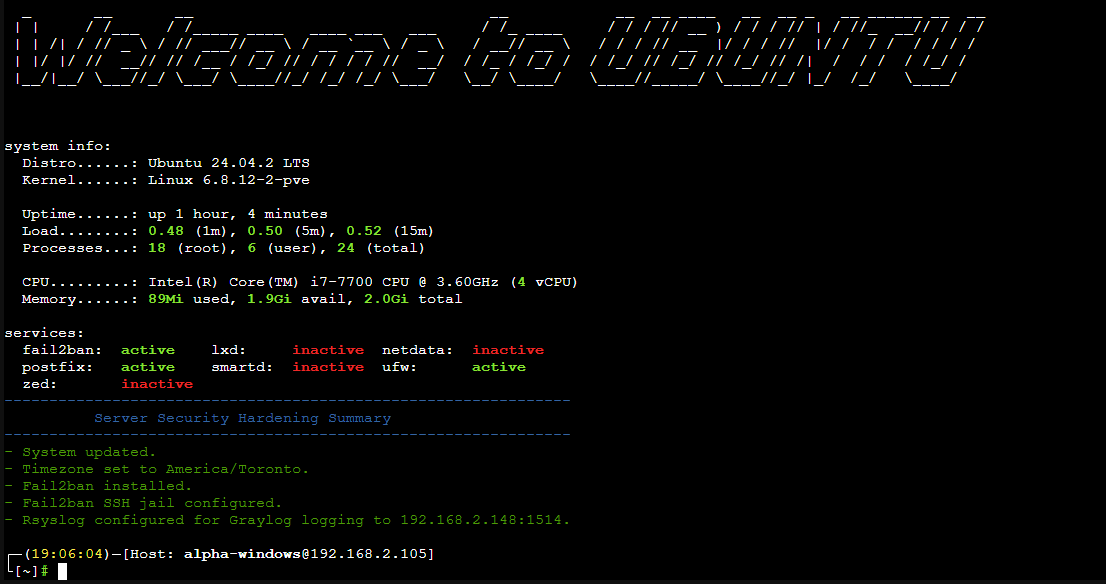 Welcome to UBUNTU
system info:
  Distro......: Ubuntu 24.04.2 LTS
  Kernel......: Linux 6.8.12-2-pve
  Uptime......: up 1 hour, 4 minutes
  Load........: 0.48 (1m), 0.50 (5m), 0.52 (15m)
  Processes...: 18 (root), 6 (user), 24 (total)
  CPU.........: Intel(R) Core(TM) i7-7700 CPU @ 3.60GHz (4 vCPU)
  Memory......: 89Mi used, 1.9Gi avail, 2.0Gi total
services:
  fail2ban:  active    lxd:     inactive  netdata:  inactive
  postfix:   active    smartd:  inactive  ufw:      active
  zed:       inactive
---------------------------------------------------------------
          Server Security Hardening Summary
---------------------------------------------------------------
- System updated.
- Timezone set to America/Toronto.
- Fail2ban installed.
- Fail2ban SSH jail configured.
- Rsyslog configured for Graylog logging to 192.168.2.148:1514.
┌─(19:06:04)─[Host: alpha-windows@192.168.2.105]
└[~]#